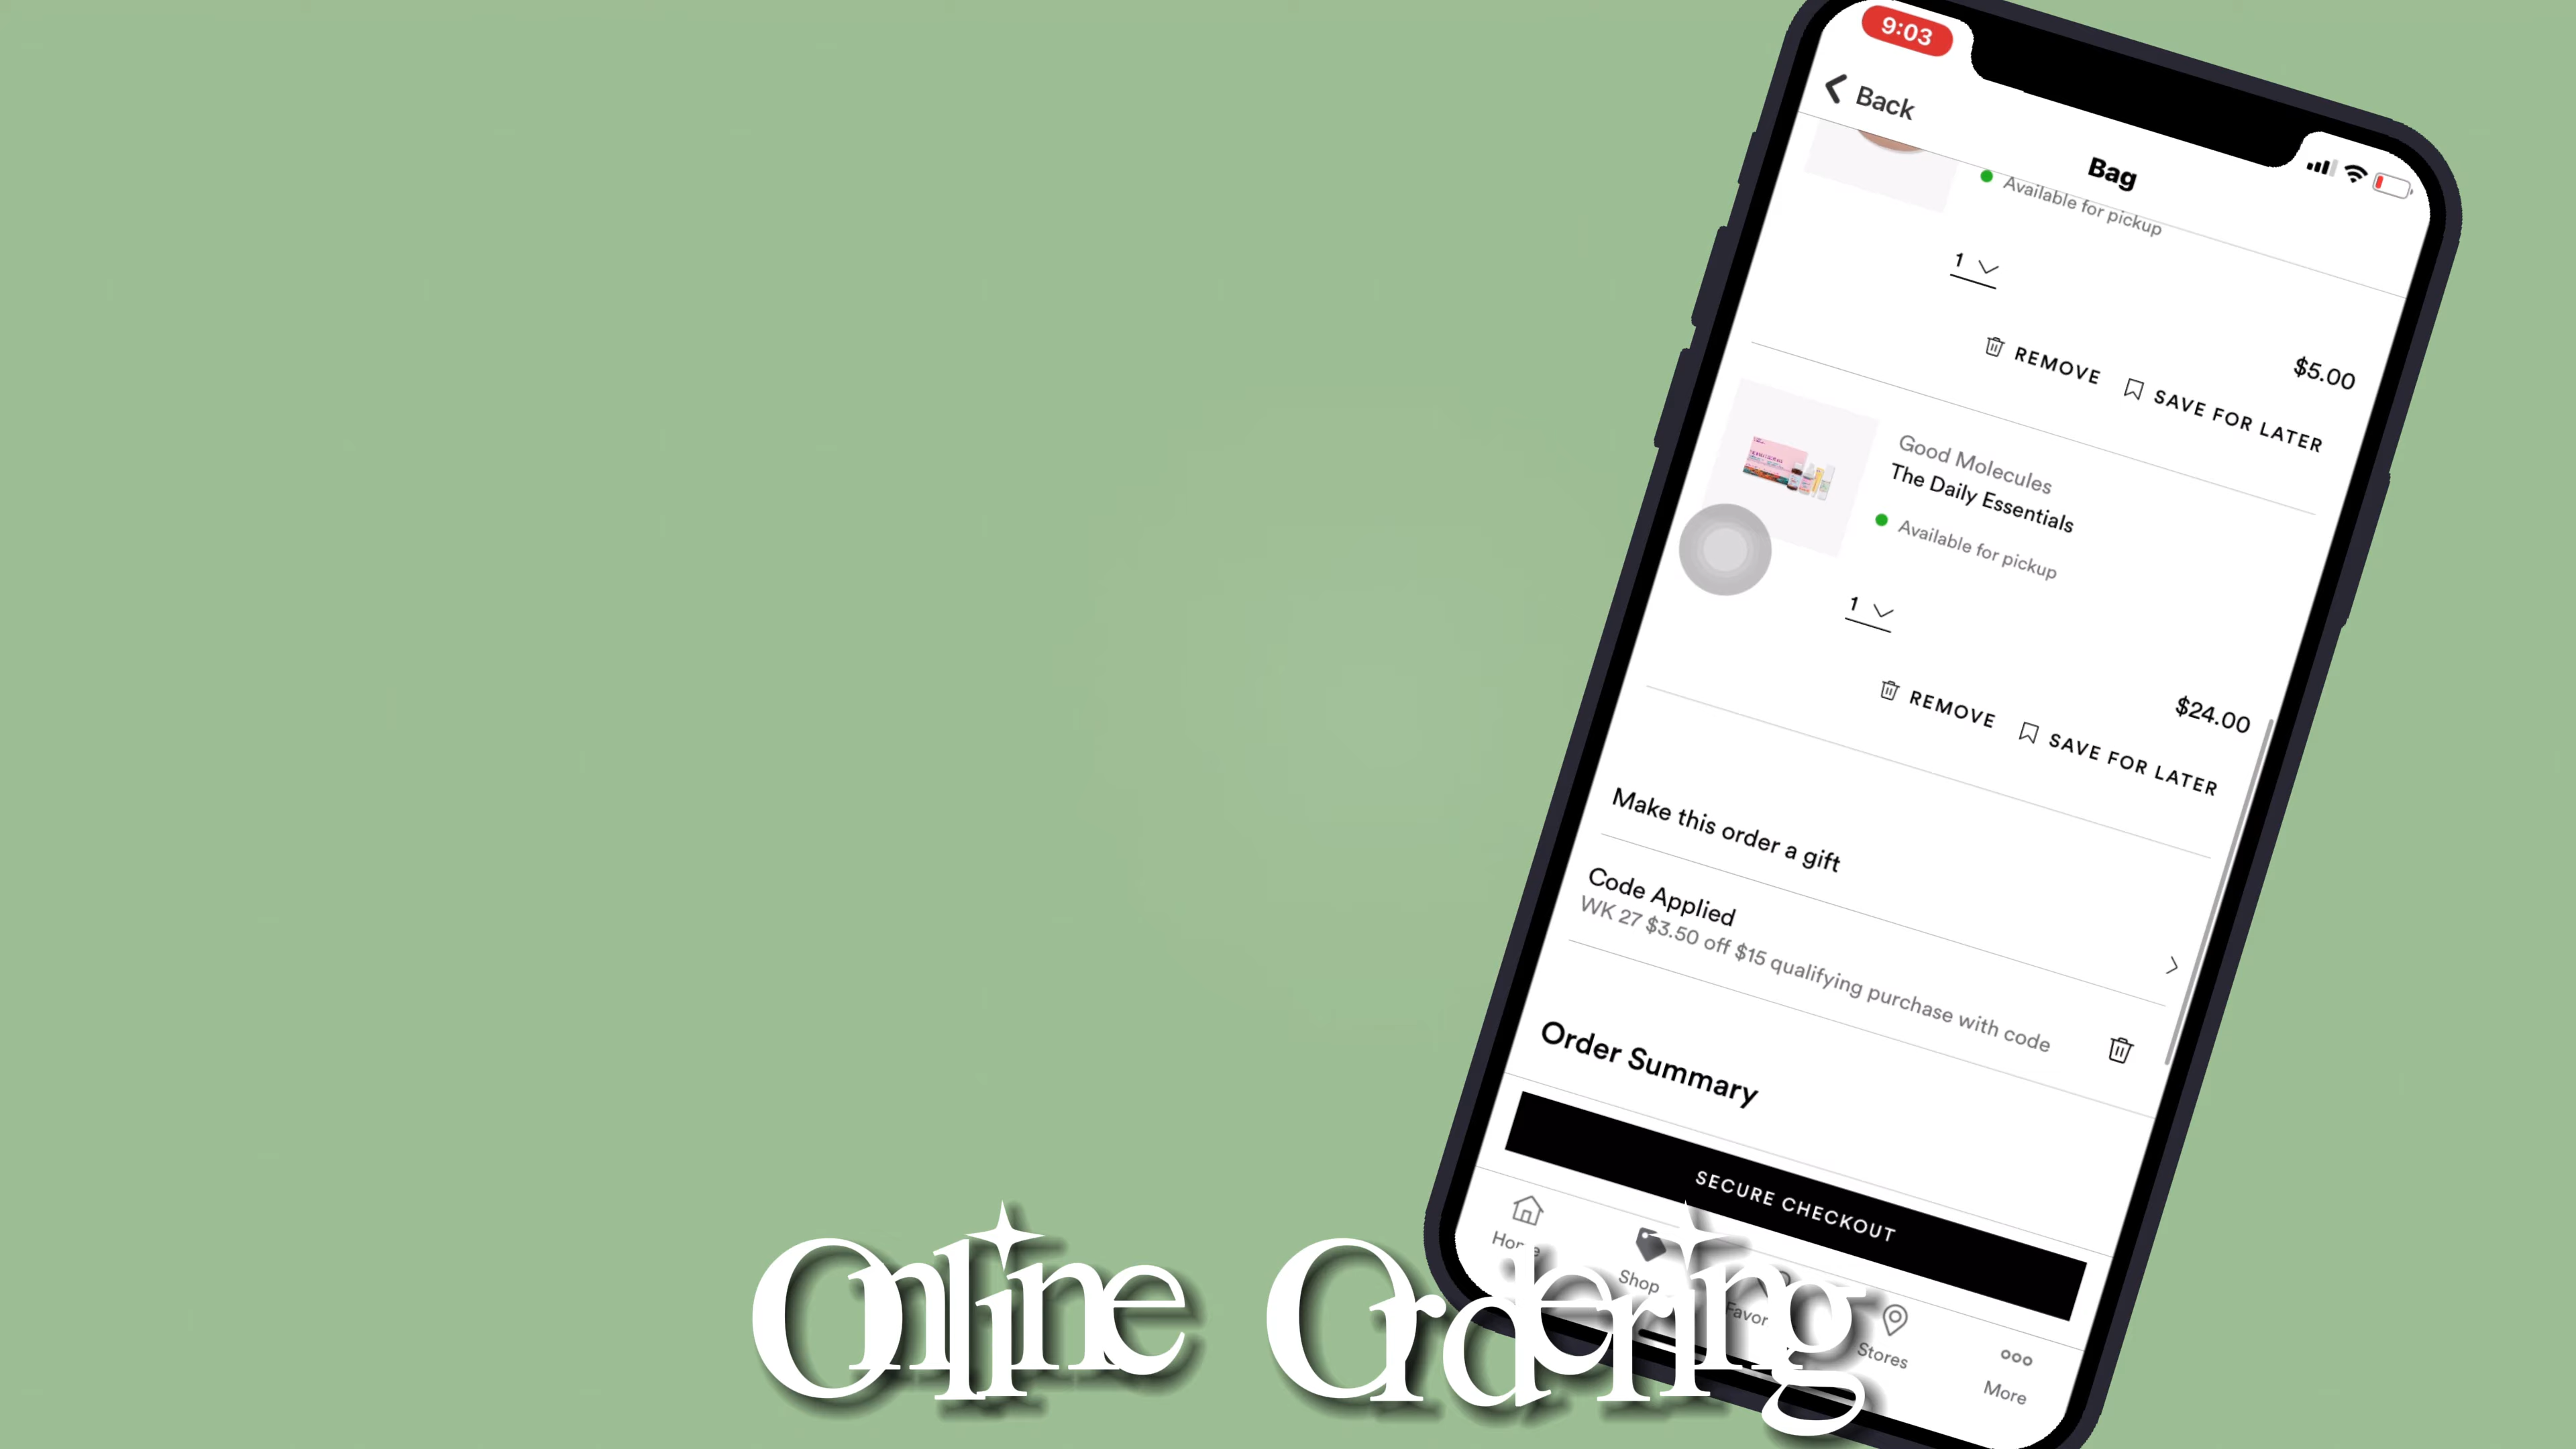 9:03
Back
Bag
Available for pickup
1
$5.00
REMOVE
SAVE FOR LATER
Good Molecules
The Daily Essentials
Available for pickup
1
$24.00
REMOVE
SAVE FOR LATER
Make this order a gift
Code Applied
WK 27 $3.50 off $15 qualifying purchase with code
Order Summary
SECURE CHECKOUT
Home
Shop
Favor
Stores
More
Online Ordering